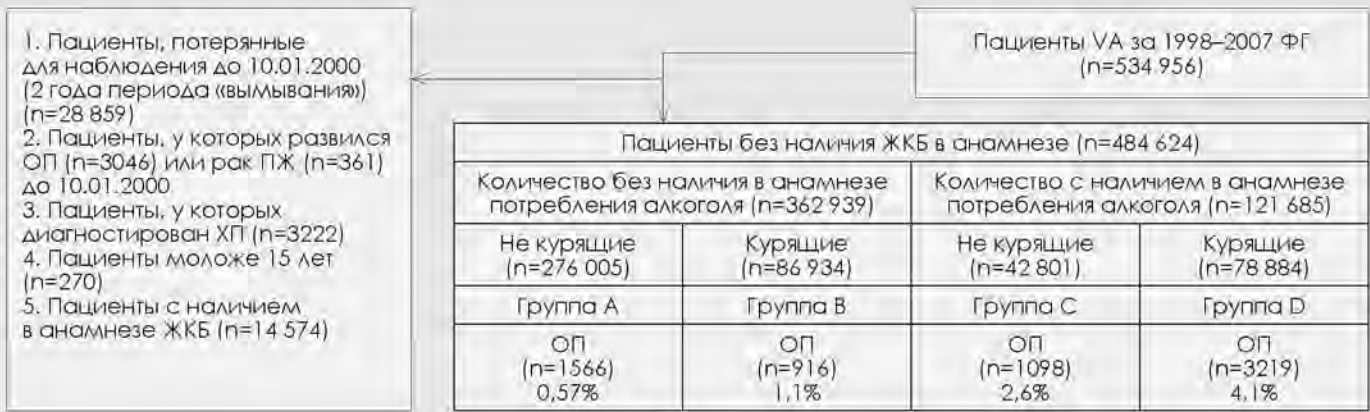 1. Пациенты, потерянные
для наблюдения до 10.01.2000
(2 года периода «вымывания»)
(n=28 859)
2. Пациенты, у которых развился
ОП (n=3046) или рак ПЖ (n=361)
до 10.01.2000
3. Пациенты, у которых
диагностирован ХП (n=3222)
4. Пациенты моложе 15 лет
(n=270)
5. Пациенты с наличием
в анамнезе ЖКБ (n=14 574)
Пациенты VA за 1998–2007 ФГ
(n=534 956)
Пациенты без наличия ЖКБ в анамнезе (n=484 624)
Количество без наличия в анамнезе
потребления алкоголя (n=362 939)
Количество с наличием в анамнезе
потребления алкоголя (n=121 685)
Не курящие
(n=276 005)
Курящие
(n=86 934)
Не курящие
(n=42 801)
Курящие
(n=78 884)
Группа A
Группа B
Группа C
Группа D
ОП
(n=1566)
0,57%
ОП
(n=916)
1,1%
ОП
(n=1098)
2,6%
ОП
(n=3219)
4,1%